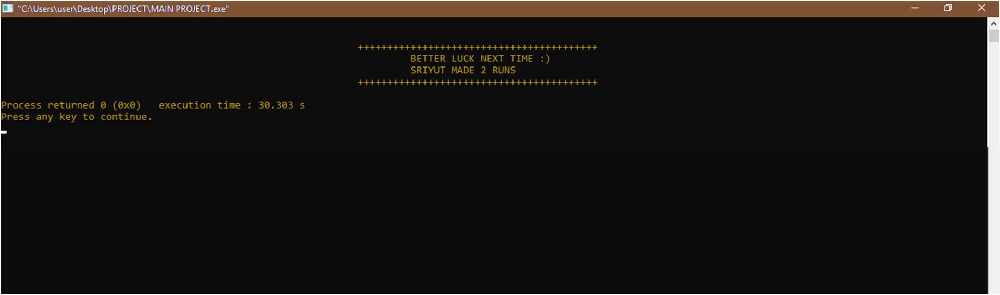 "C:\Users\user\Desktop\PROJECT\MAIN PROJECT.exe"
+++++++++++++++++++++++++++++++++++++++++
BETTER LUCK NEXT TIME :)
SRIYUT MADE 2 RUNS
+++++++++++++++++++++++++++++++++++++++++
Process returned 0 (0x0)   execution time : 30.303 s
Press any key to continue.